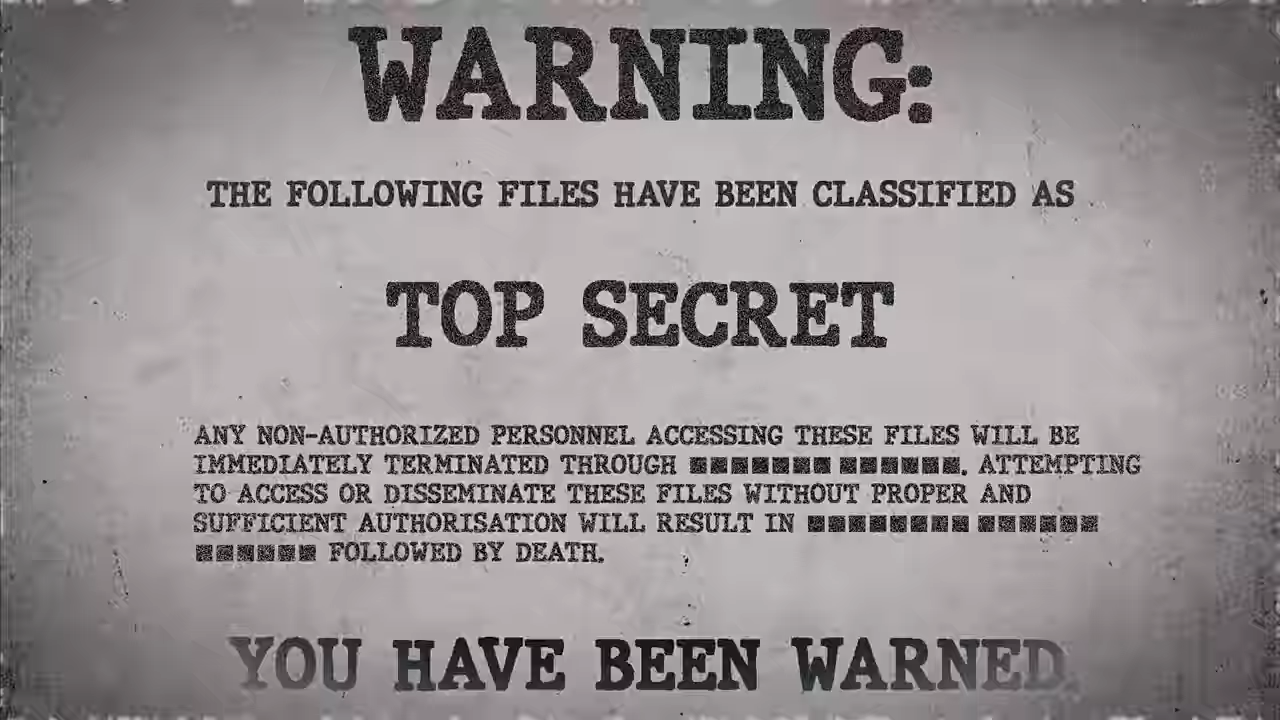 WARNING:
THE FOLLOWING FILES HAVE BEEN CLASSIFIED AS
TOP SECRET
ANY NON-AUTHORIZED PERSONNEL ACCESSING THESE FILES WILL BE
IMMEDIATELY TERMINATED THROUGH ■■■■■■■ ■■■■■■. ATTEMPTING
TO ACCESS OR DISSEMINATE THESE FILES WITHOUT PROPER AND
SUFFICIENT AUTHORISATION WILL RESULT IN ■■■■■■■■ ■■■■■■
■■■■■■ FOLLOWED BY DEATH.
YOU HAVE BEEN WARNED.